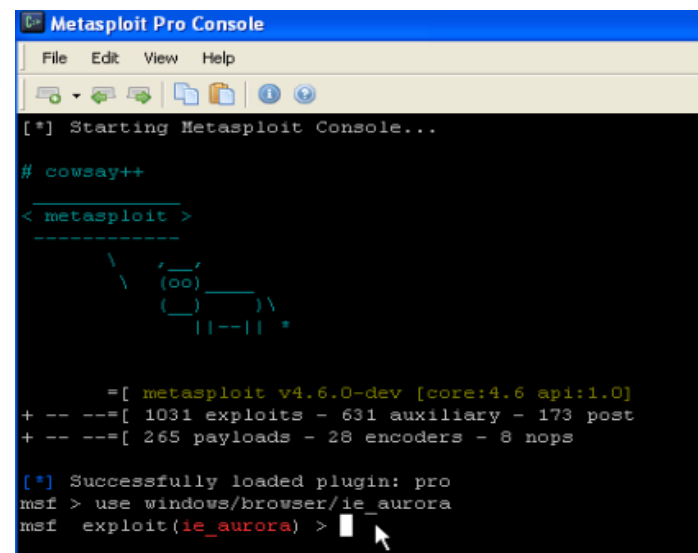 Metasploit Pro Console
File Edit View Help
[*] Starting Metasploit Console...
# cowsay++
 ____________
< metasploit >
 ------------
       \   ,__,
        \  (oo)____
           (__)    )\
              ||--|| *
       =[ metasploit v4.6.0-dev [core:4.6 api:1.0]
+ -- --=[ 1031 exploits - 631 auxiliary - 173 post
+ -- --=[ 265 payloads - 28 encoders - 8 nops
[*] Successfully loaded plugin: pro
msf > use windows/browser/ie_aurora
msf  exploit(ie_aurora) >